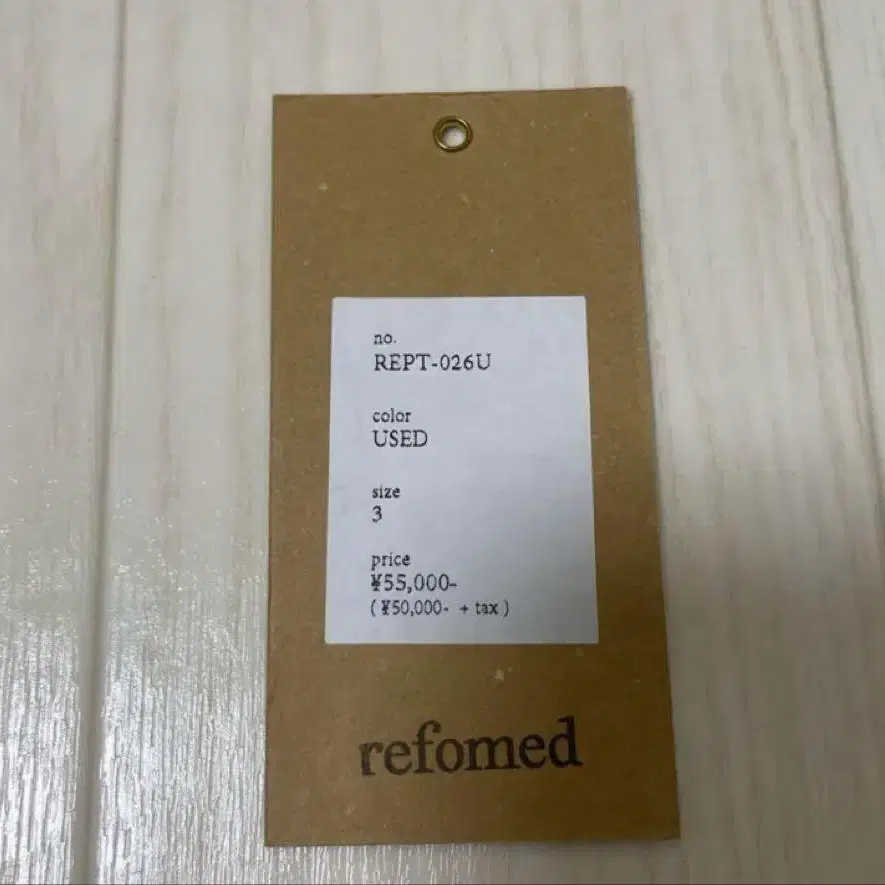 no.
REPT-026U
color
USED
size
3
price
¥55,000-
( ¥50,000- + tax )
refomed